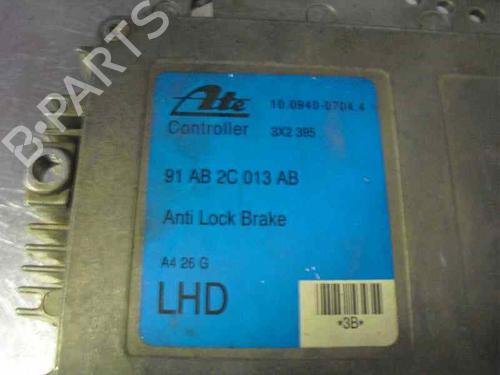 B-PARTS
Ate
10.0940-0704.4
Controller
3X2 395
91 AB 2C 013 AB
Anti Lock Brake
A4 26 G
LHD
*3B*